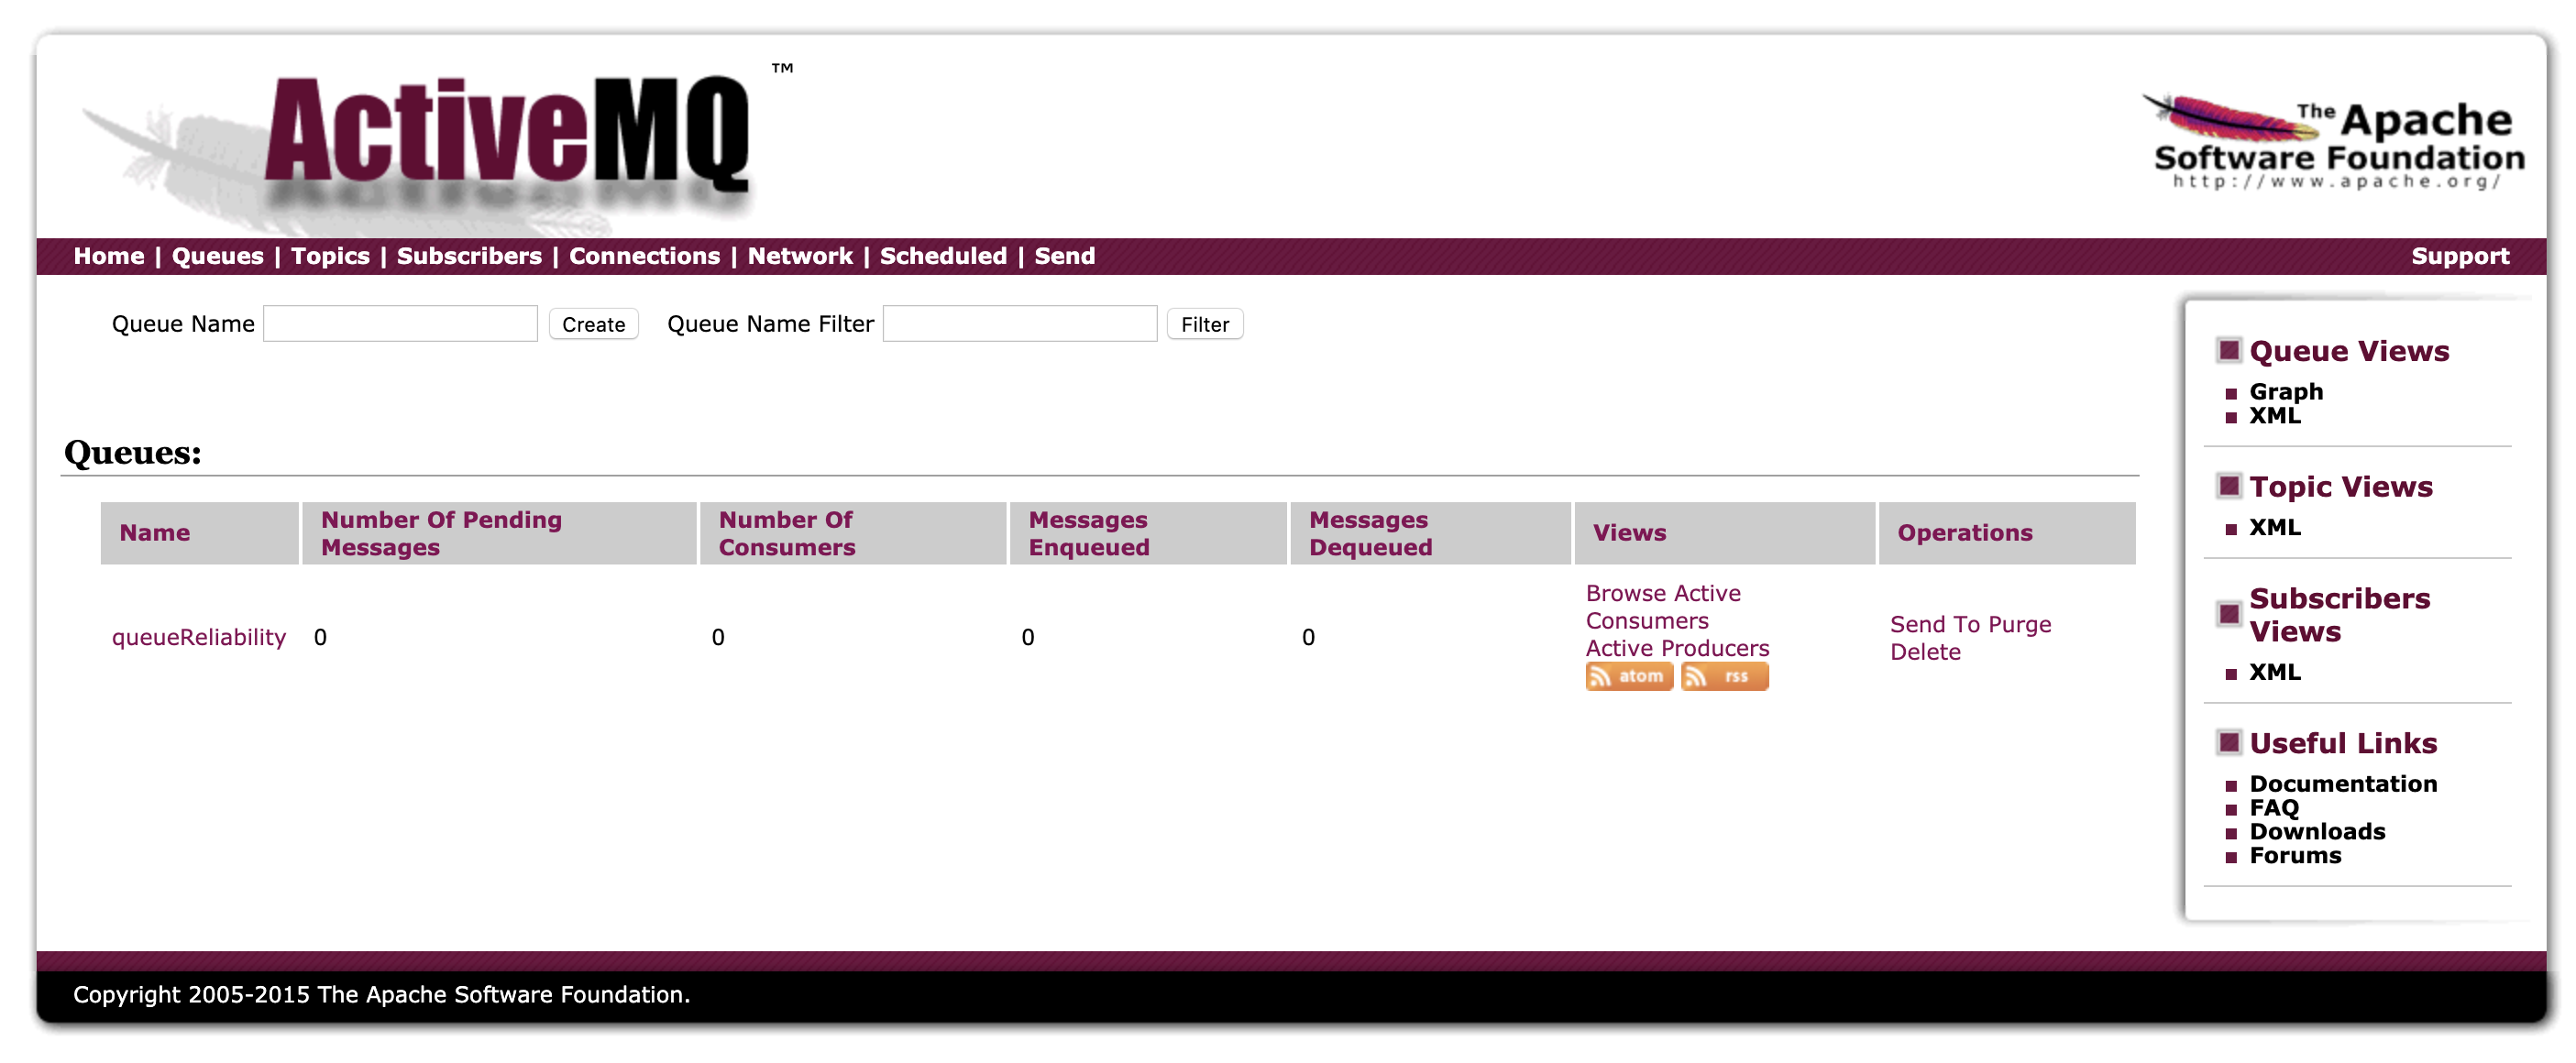 ActiveMQ ™
The Apache
Software Foundation
http://www.apache.org/
Home | Queues | Topics | Subscribers | Connections | Network | Scheduled | Send
Support
Queue Name
Create
Queue Name Filter
Filter
Queues:
Name
Number Of Pending
Messages
Number Of
Consumers
Messages
Enqueued
Messages
Dequeued
Views
Operations
queueReliability
0
0
0
0
Browse Active
Consumers
Active Producers
atom
rss
Send To Purge
Delete
Queue Views
Graph
XML
Topic Views
XML
Subscribers
Views
XML
Useful Links
Documentation
FAQ
Downloads
Forums
Copyright 2005-2015 The Apache Software Foundation.